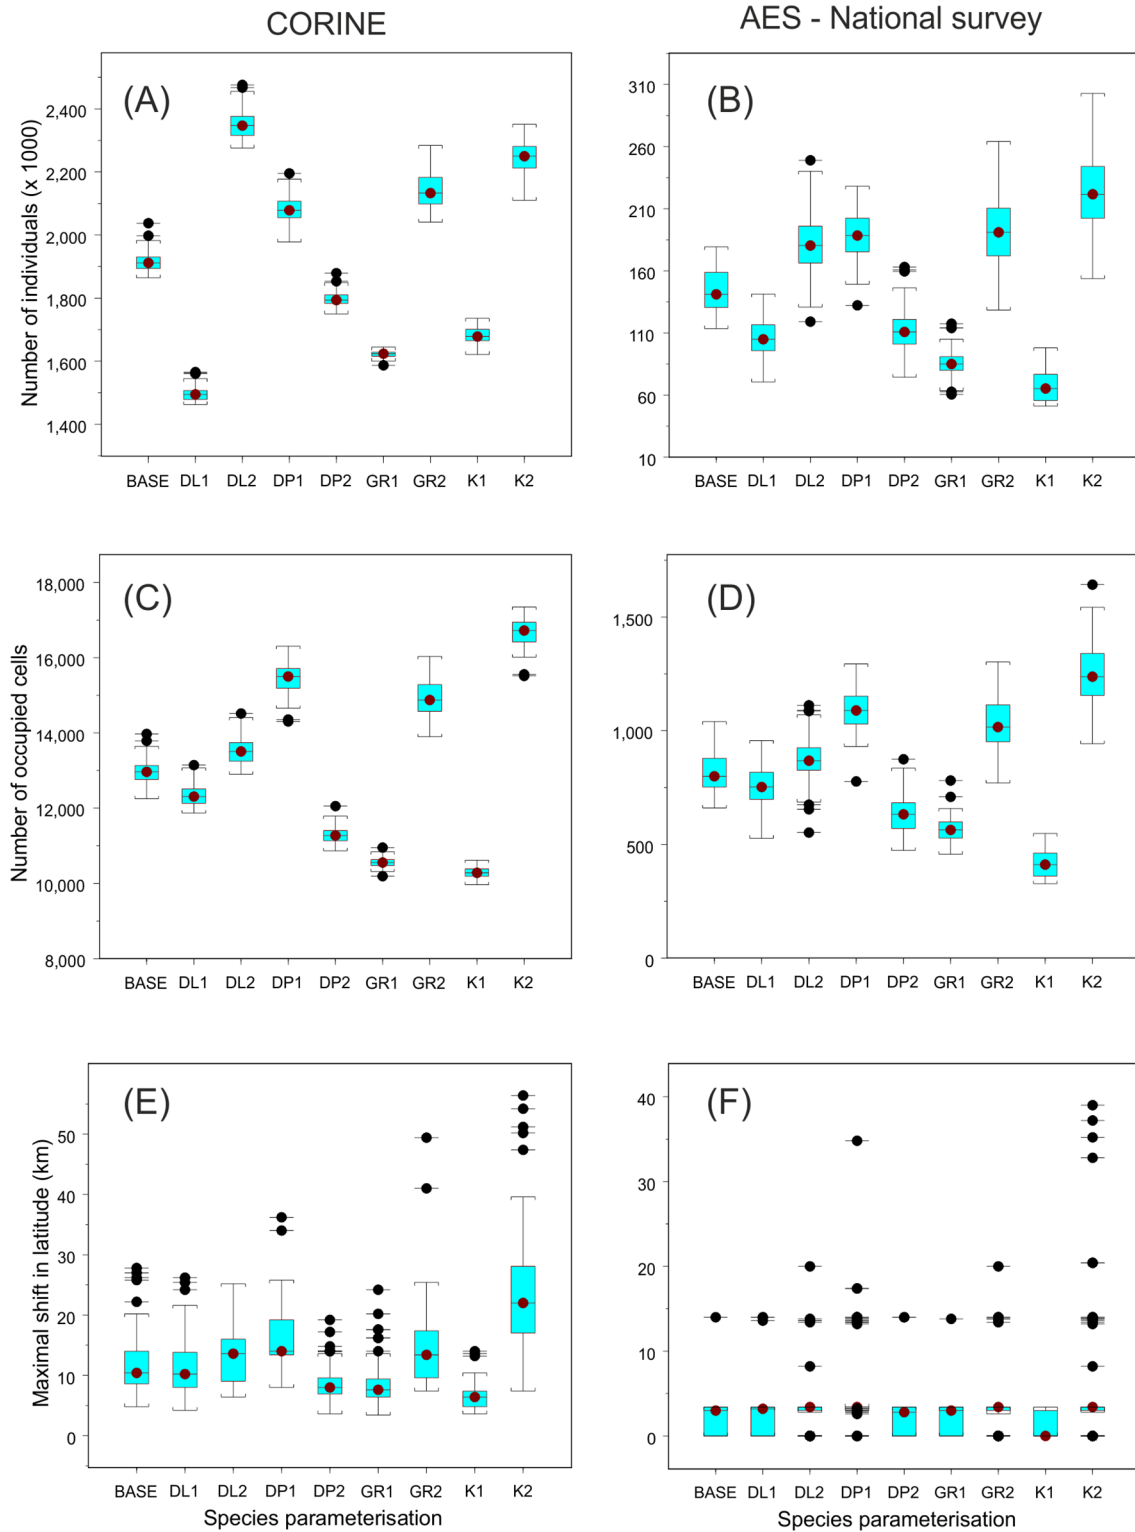 CORINE
AES - National survey
(A)
Number of individuals (x 1000)
2,400
2,200
2,000
1,800
1,600
1,400
BASE DL1 DL2 DP1 DP2 GR1 GR2 K1 K2
(B)
310
260
210
160
110
60
10
BASE DL1 DL2 DP1 DP2 GR1 GR2 K1 K2
(C)
Number of occupied cells
18,000
16,000
14,000
12,000
10,000
8,000
BASE DL1 DL2 DP1 DP2 GR1 GR2 K1 K2
(D)
1,500
1,000
500
0
BASE DL1 DL2 DP1 DP2 GR1 GR2 K1 K2
(E)
Maximal shift in latitude (km)
50
40
30
20
10
0
BASE DL1 DL2 DP1 DP2 GR1 GR2 K1 K2
Species parameterisation
(F)
40
30
20
10
0
BASE DL1 DL2 DP1 DP2 GR1 GR2 K1 K2
Species parameterisation